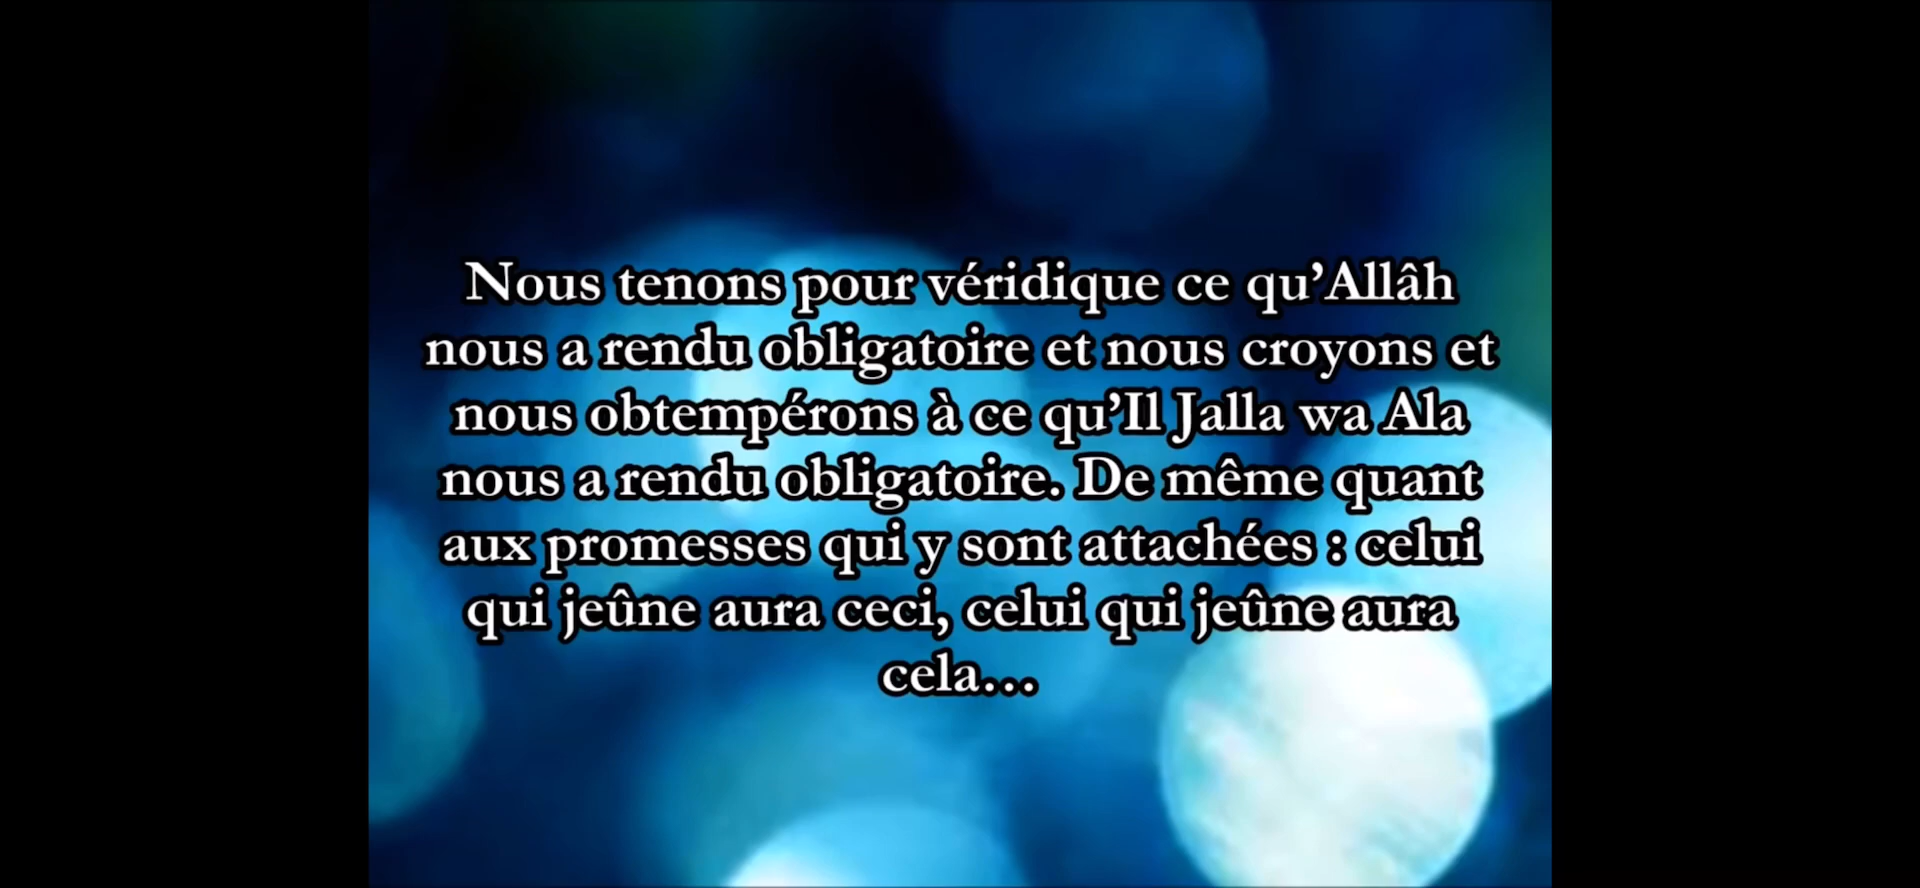 Nous tenons pour véridique ce qu’Allâh
nous a rendu obligatoire et nous croyons et
nous obtempérons à ce qu’Il Jalla wa Ala
nous a rendu obligatoire. De même quant
aux promesses qui y sont attachées : celui
qui jeûne aura ceci, celui qui jeûne aura
cela…